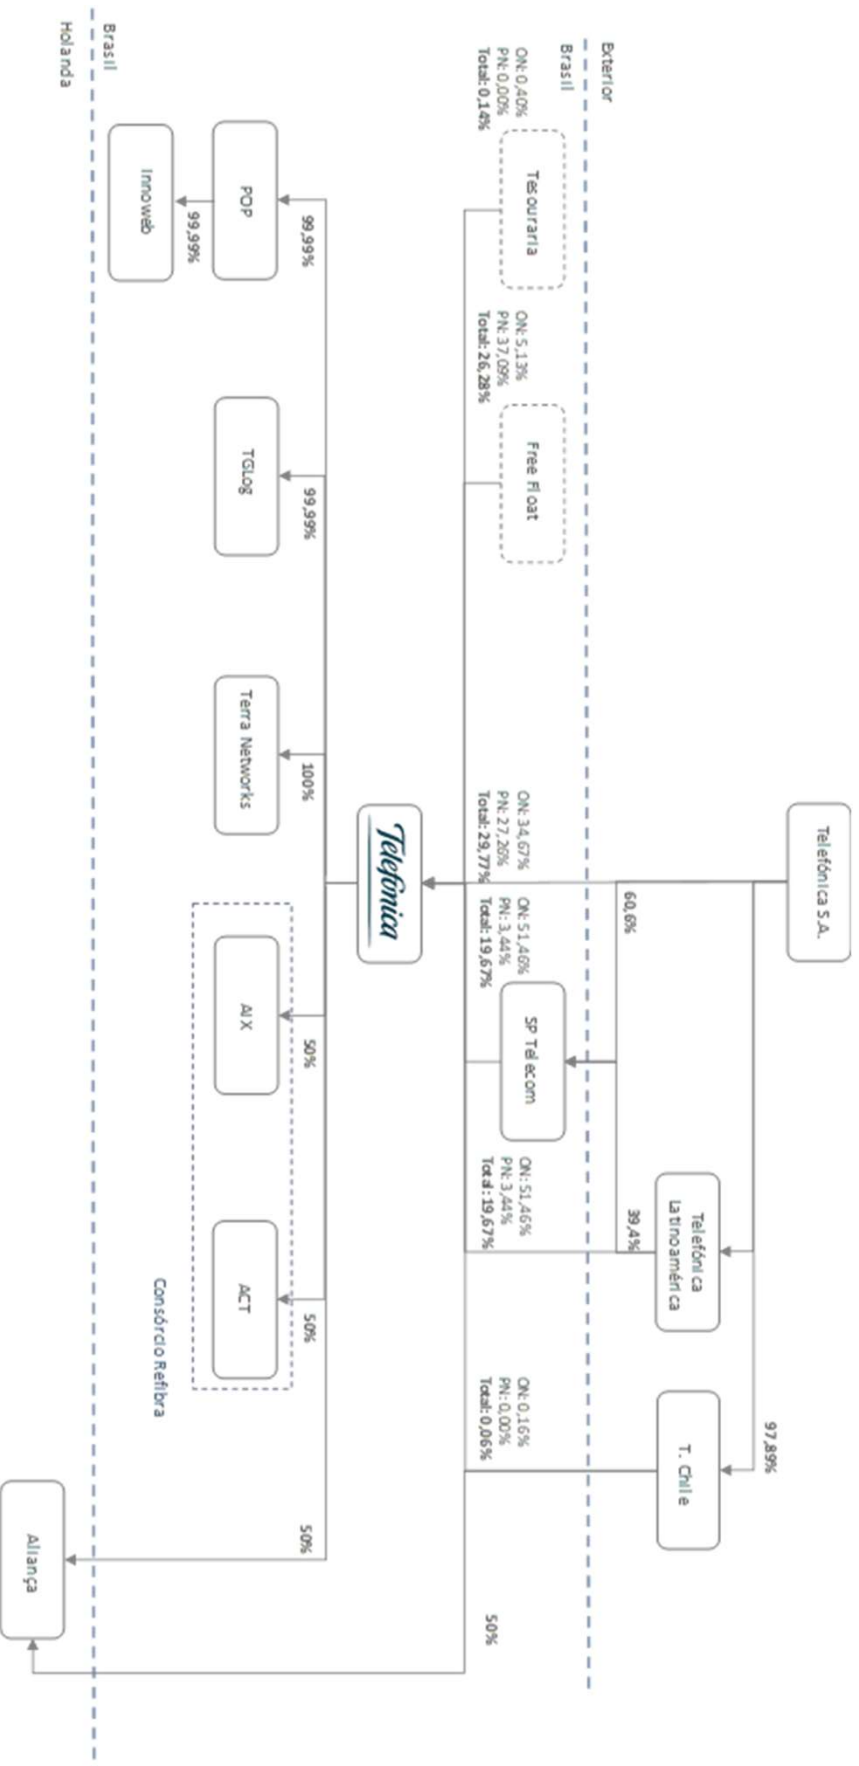 Telefónica S.A.
97,89%
Telefónica
Latinoamérica
T. Chile
60,6%
39,4%
Exterior
Brasil
Tesouraria
Free Float
SP Telecom
ON: 0,40%
PN: 0,00%
Total: 0,14%
ON: 5,13%
PN: 37,09%
Total: 26,28%
ON: 34,67%
PN: 27,26%
Total: 29,77%
ON: 51,46%
PN: 3,44%
Total: 19,67%
ON: 51,46%
PN: 3,44%
Total: 19,67%
ON: 0,16%
PN: 0,00%
Total: 0,06%
50%
Telefónica
99,99%
99,99%
100%
50%
50%
50%
POP
TGLog
Terra Networks
AIX
ACT
99,99%
Innoweb
Consórcio Refibra
Brasil
Holanda
Aliança